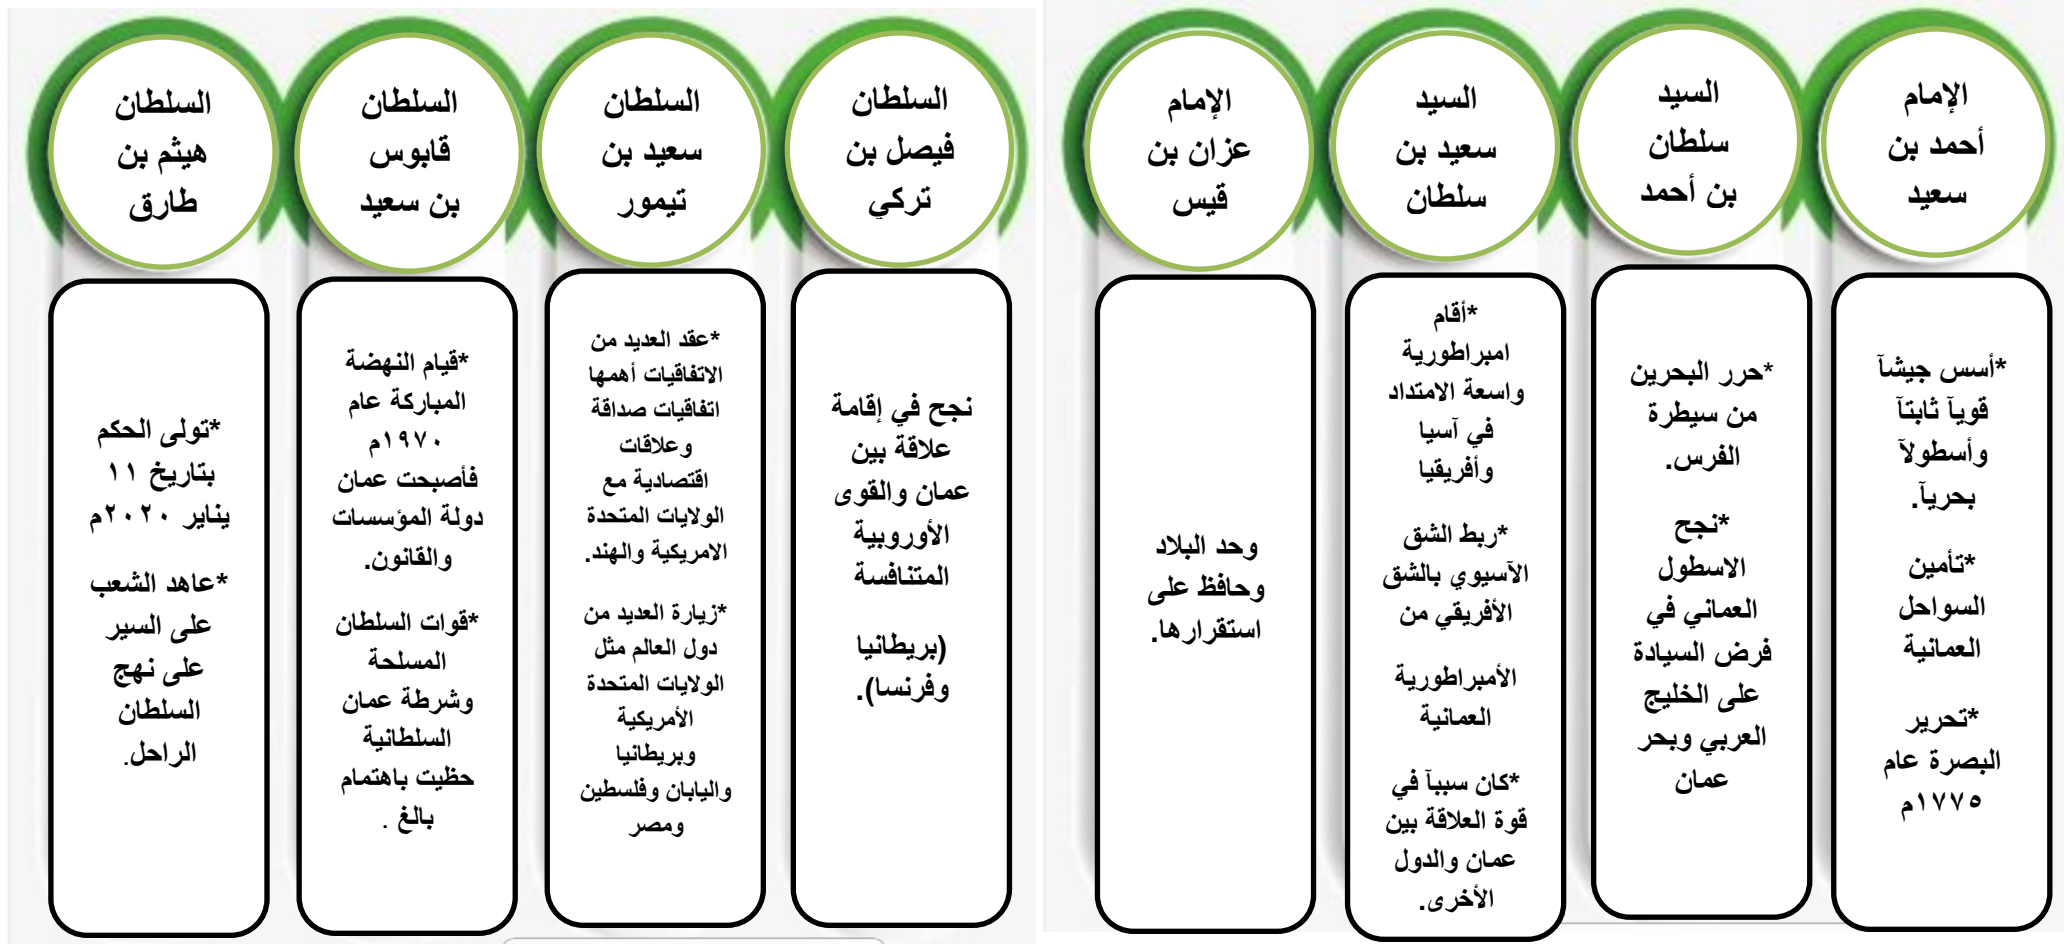 الإمام
أحمد بن
سعيد
*أسس جيشآ
قويآ ثابتآ
وأسطولآ
بحريآ.
*تأمين
السواحل
العمانية
*تحرير
البصرة عام
١٧٧٥م
السيد
سلطان
بن أحمد
*حرر البحرين
من سيطرة
الفرس.
*نجح
الاسطول
العماني في
فرض السيادة
على الخليج
العربي وبحر
عمان
السيد
سعيد بن
سلطان
*أقام
امبراطورية
واسعة الامتداد
في آسيا
وأفريقيا
*ربط الشق
الآسيوي بالشق
الأفريقي من
الأمبراطورية
العمانية
*كان سببآ في
قوة العلاقة بين
عمان والدول
الأخرى.
الإمام
عزان بن
قيس
وحد البلاد
وحافظ على
استقرارها.
السلطان
فيصل بن
تركي
نجح في إقامة
علاقة بين
عمان والقوى
الأوروبية
المتنافسة
(بريطانيا
وفرنسا).
السلطان
سعيد بن
تيمور
*عقد العديد من
الاتفاقيات أهمها
اتفاقيات صداقة
وعلاقات
اقتصادية مع
الولايات المتحدة
الامريكية والهند.
*زيارة العديد من
دول العالم مثل
الولايات المتحدة
الأمريكية
وبريطانيا
واليابان وفلسطين
ومصر
السلطان
قابوس
بن سعيد
*قيام النهضة
المباركة عام
١٩٧٠م
فأصبحت عمان
دولة المؤسسات
والقانون.
*قوات السلطان
المسلحة
وشرطة عمان
السلطانية
حظيت باهتمام
بالغ .
السلطان
هيثم بن
طارق
*تولى الحكم
بتاريخ ١١
يناير ٢٠٢٠م
*عاهد الشعب
على السير
على نهج
السلطان
الراحل.